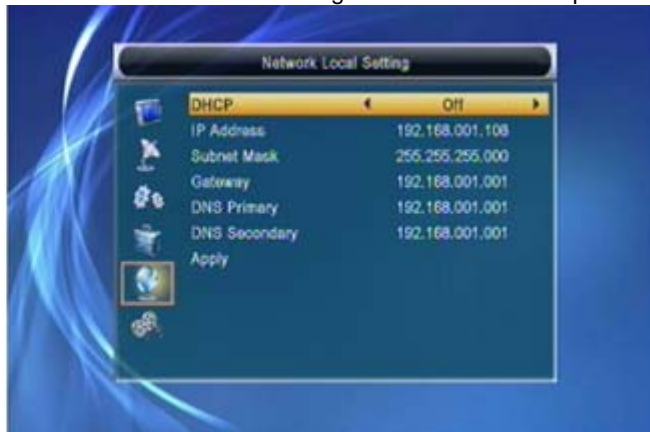 Network Local Setting
DHCP Off
IP Address 192.168.001.108
Subnet Mask 255.255.255.000
Gateway 192.168.001.001
DNS Primary 192.168.001.001
DNS Secondary 192.168.001.001
Apply